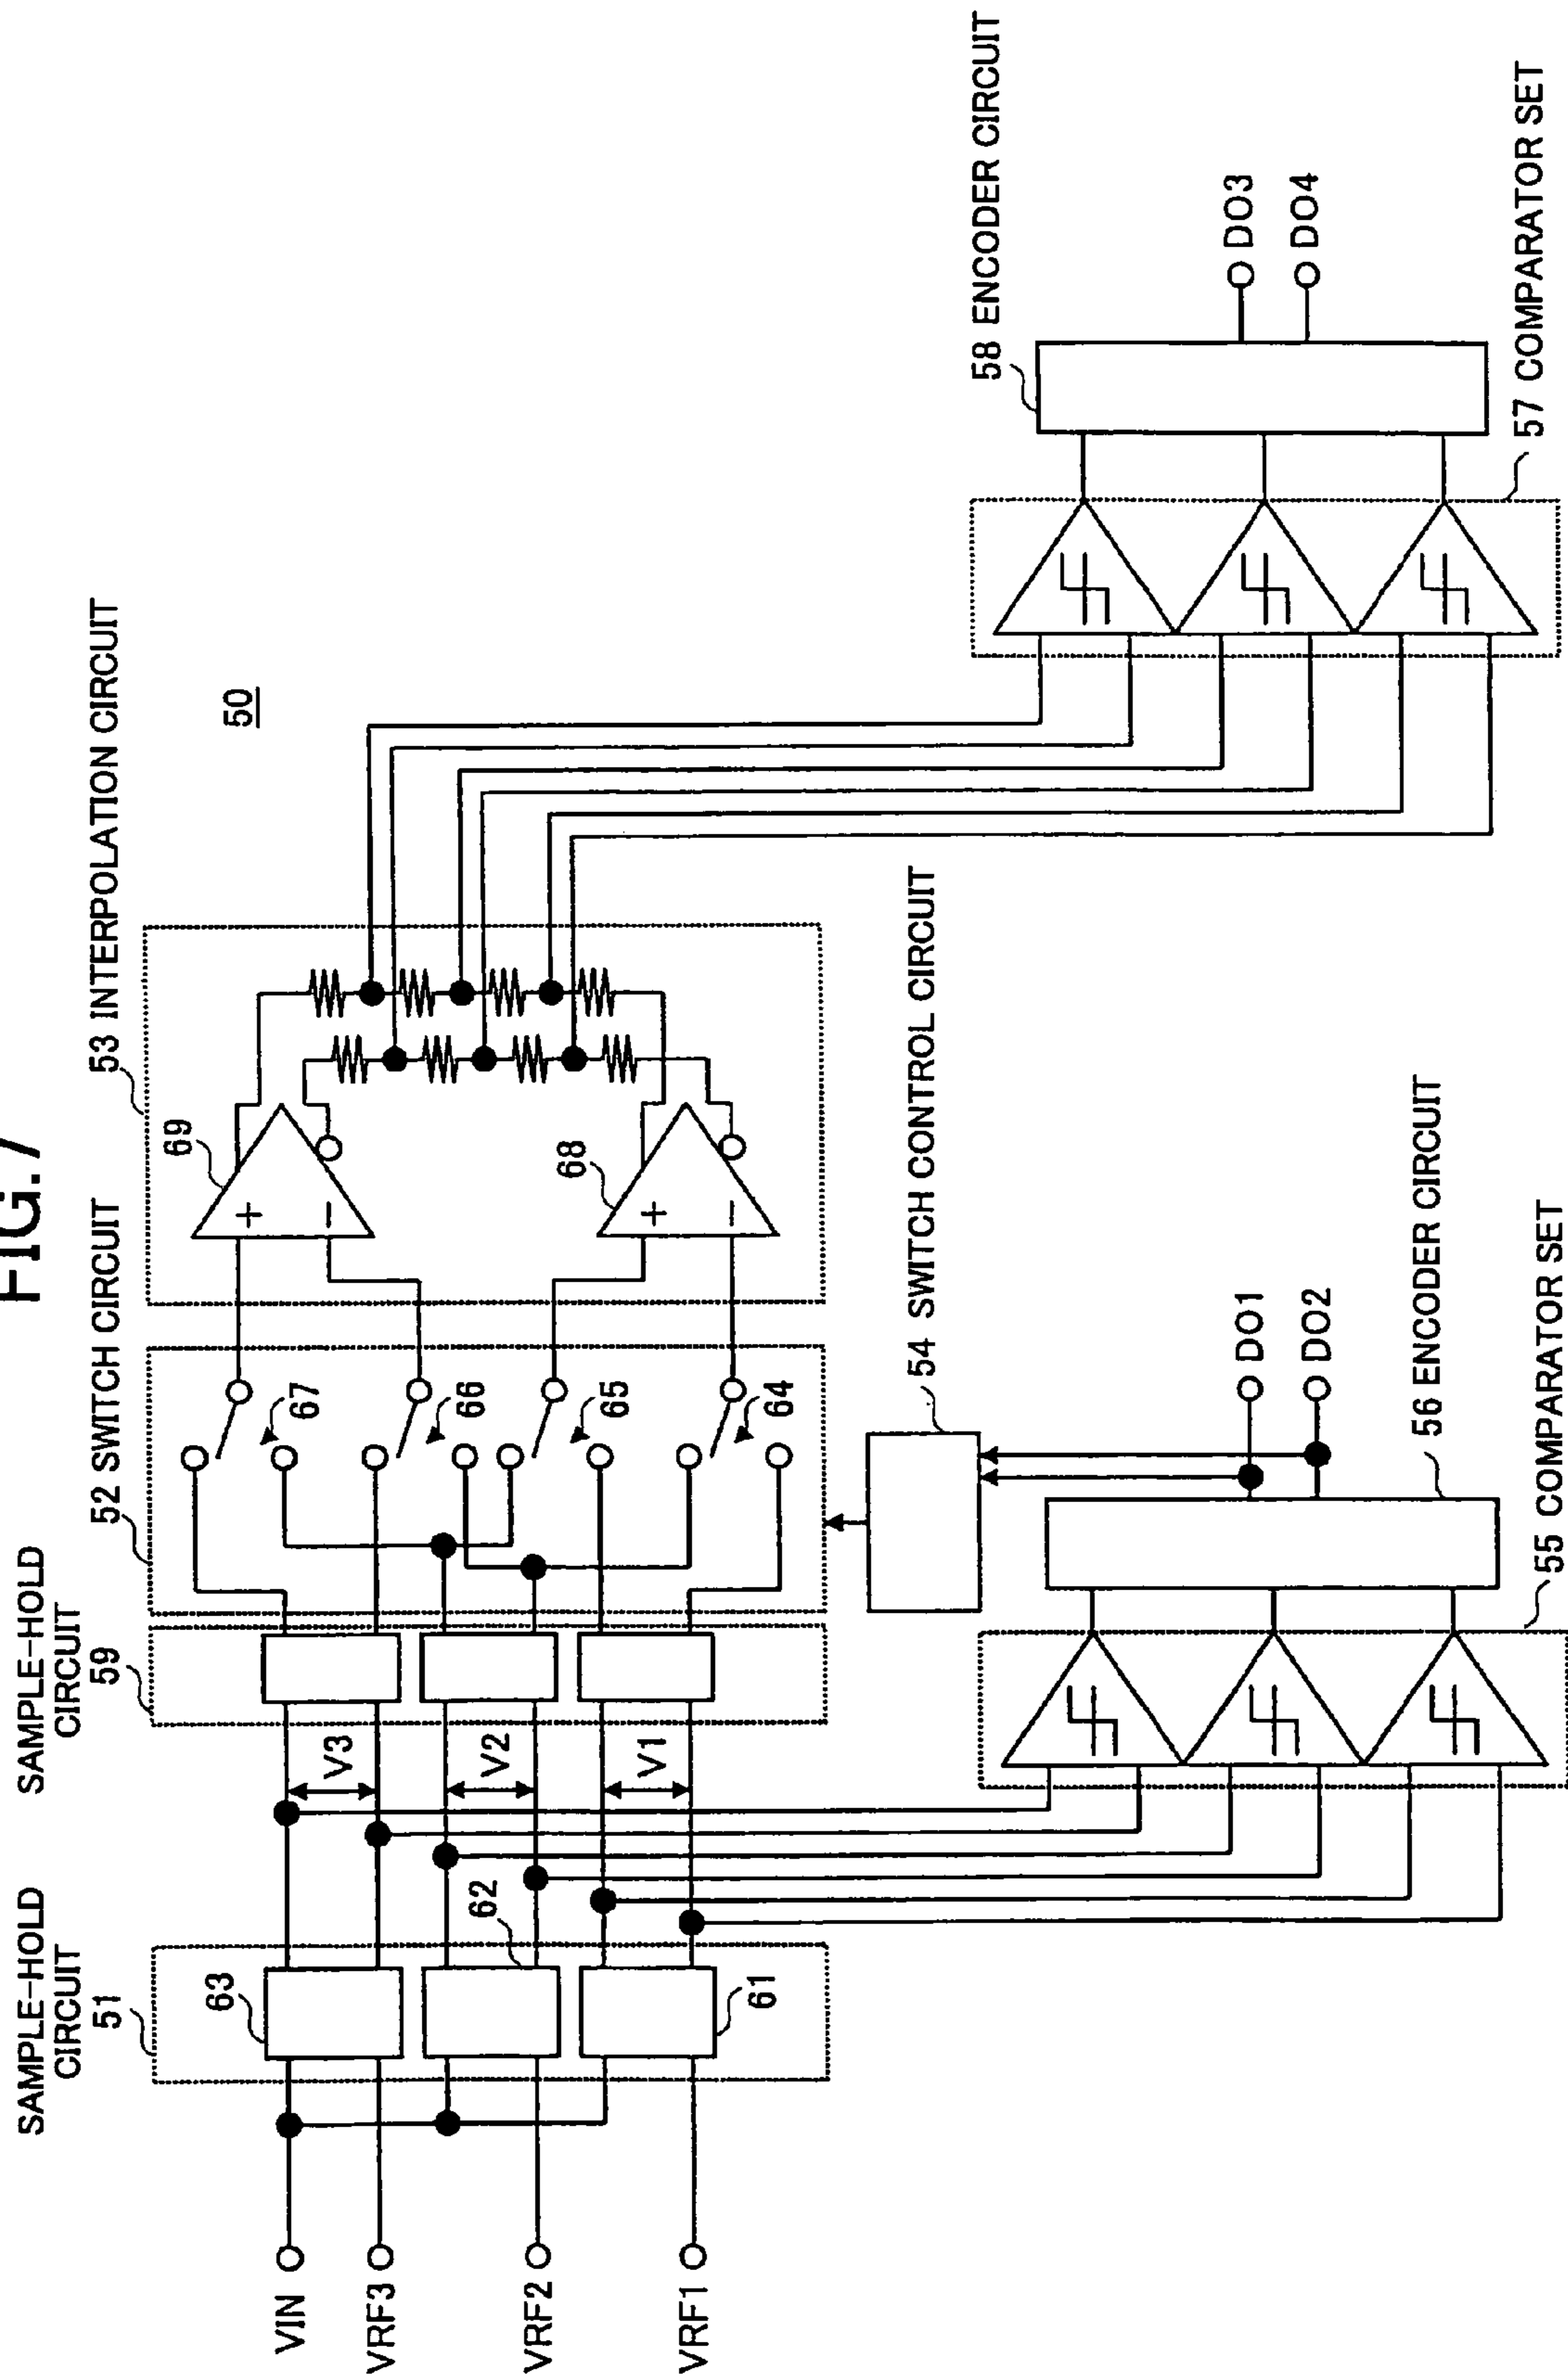 FIG.7
SAMPLE-HOLD
CIRCUIT
51
SAMPLE-HOLD
CIRCUIT
59
52 SWITCH CIRCUIT
53 INTERPOLATION CIRCUIT
50
63
62
61
V3
V2
V1
67
66
65
64
69
68
+
−
+
−
VIN
VRF3
VRF2
VRF1
54 SWITCH CONTROL CIRCUIT
DO1
DO2
56 ENCODER CIRCUIT
55 COMPARATOR SET
58 ENCODER CIRCUIT
DO3
DO4
57 COMPARATOR SET